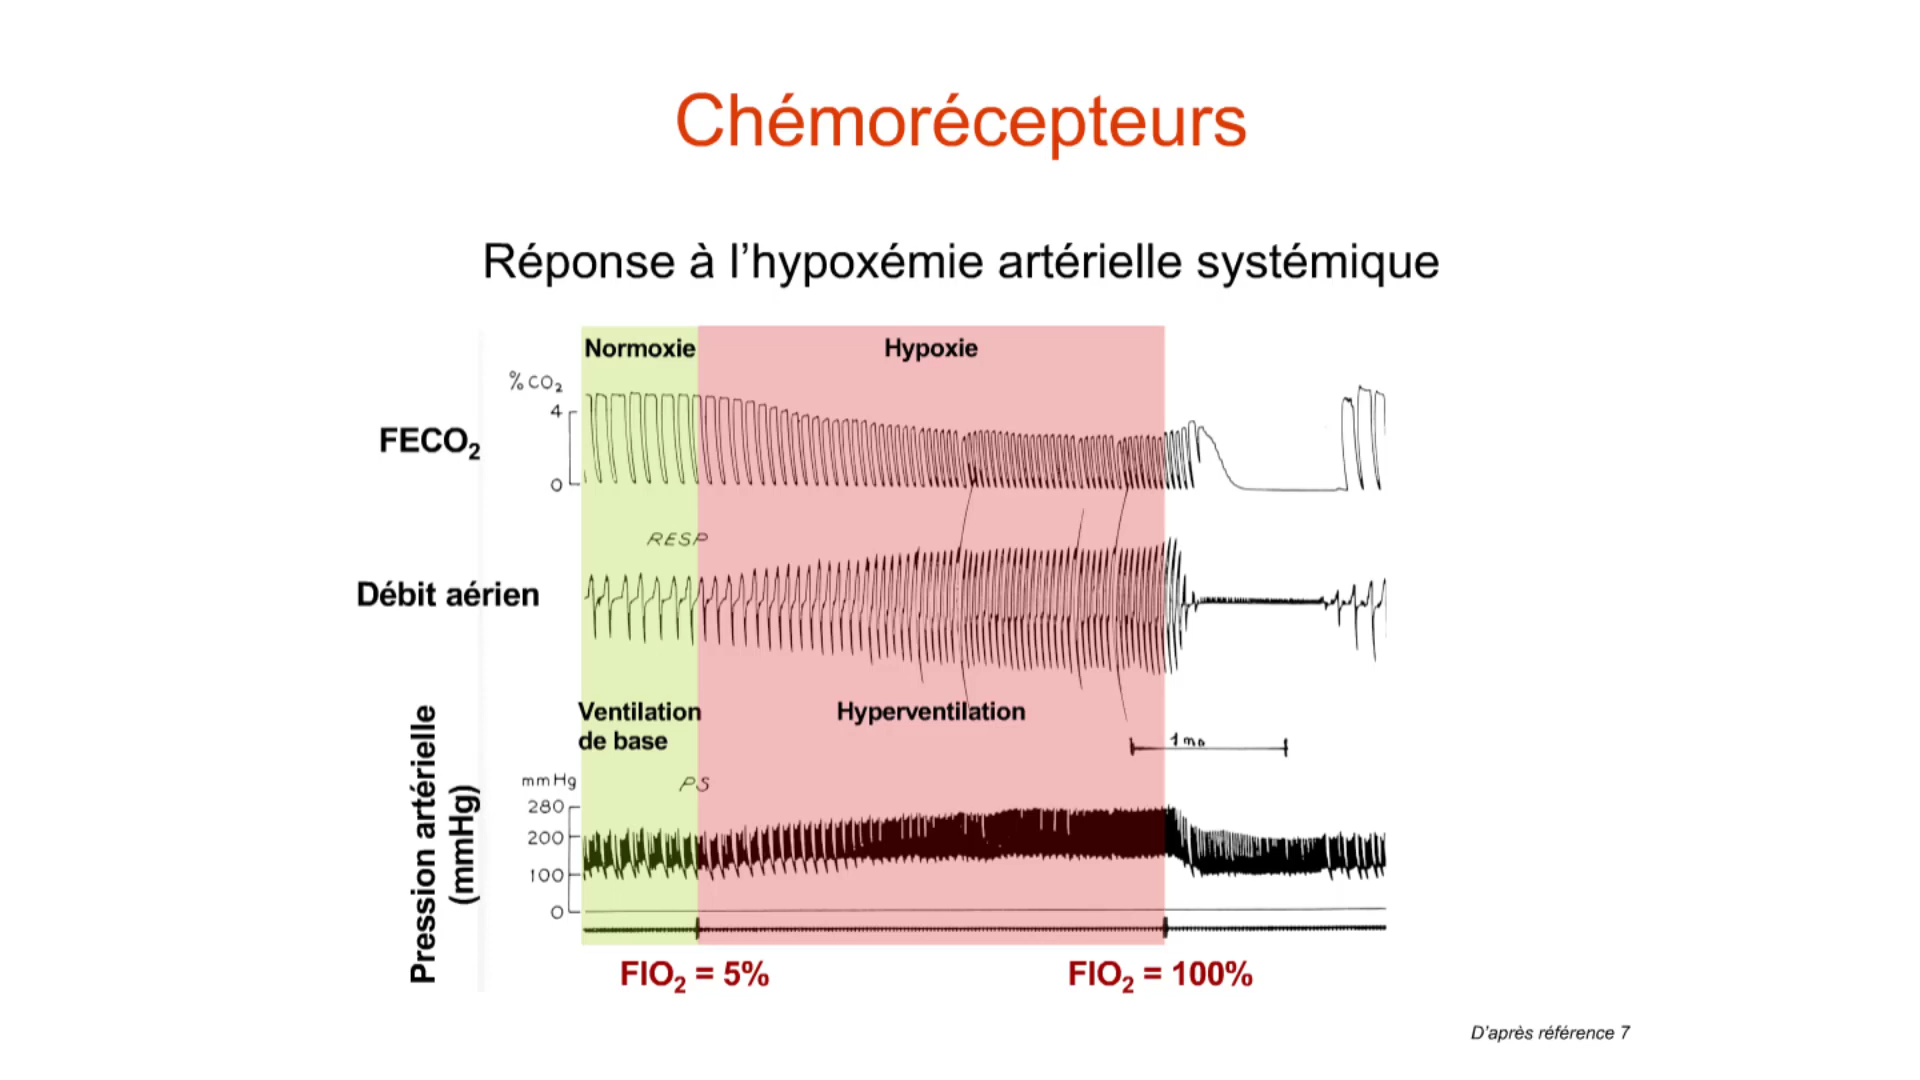 Chémorécepteurs
Réponse à l’hypoxémie artérielle systémique
Normoxie
Hypoxie
% CO₂
4
0
FECO₂
RESP
Débit aérien
Ventilation
de base
Hyperventilation
1 mn
mm Hg
PS
280
200
100
0
Pression artérielle
(mmHg)
FIO₂ = 5%
FIO₂ = 100%
D’après référence 7